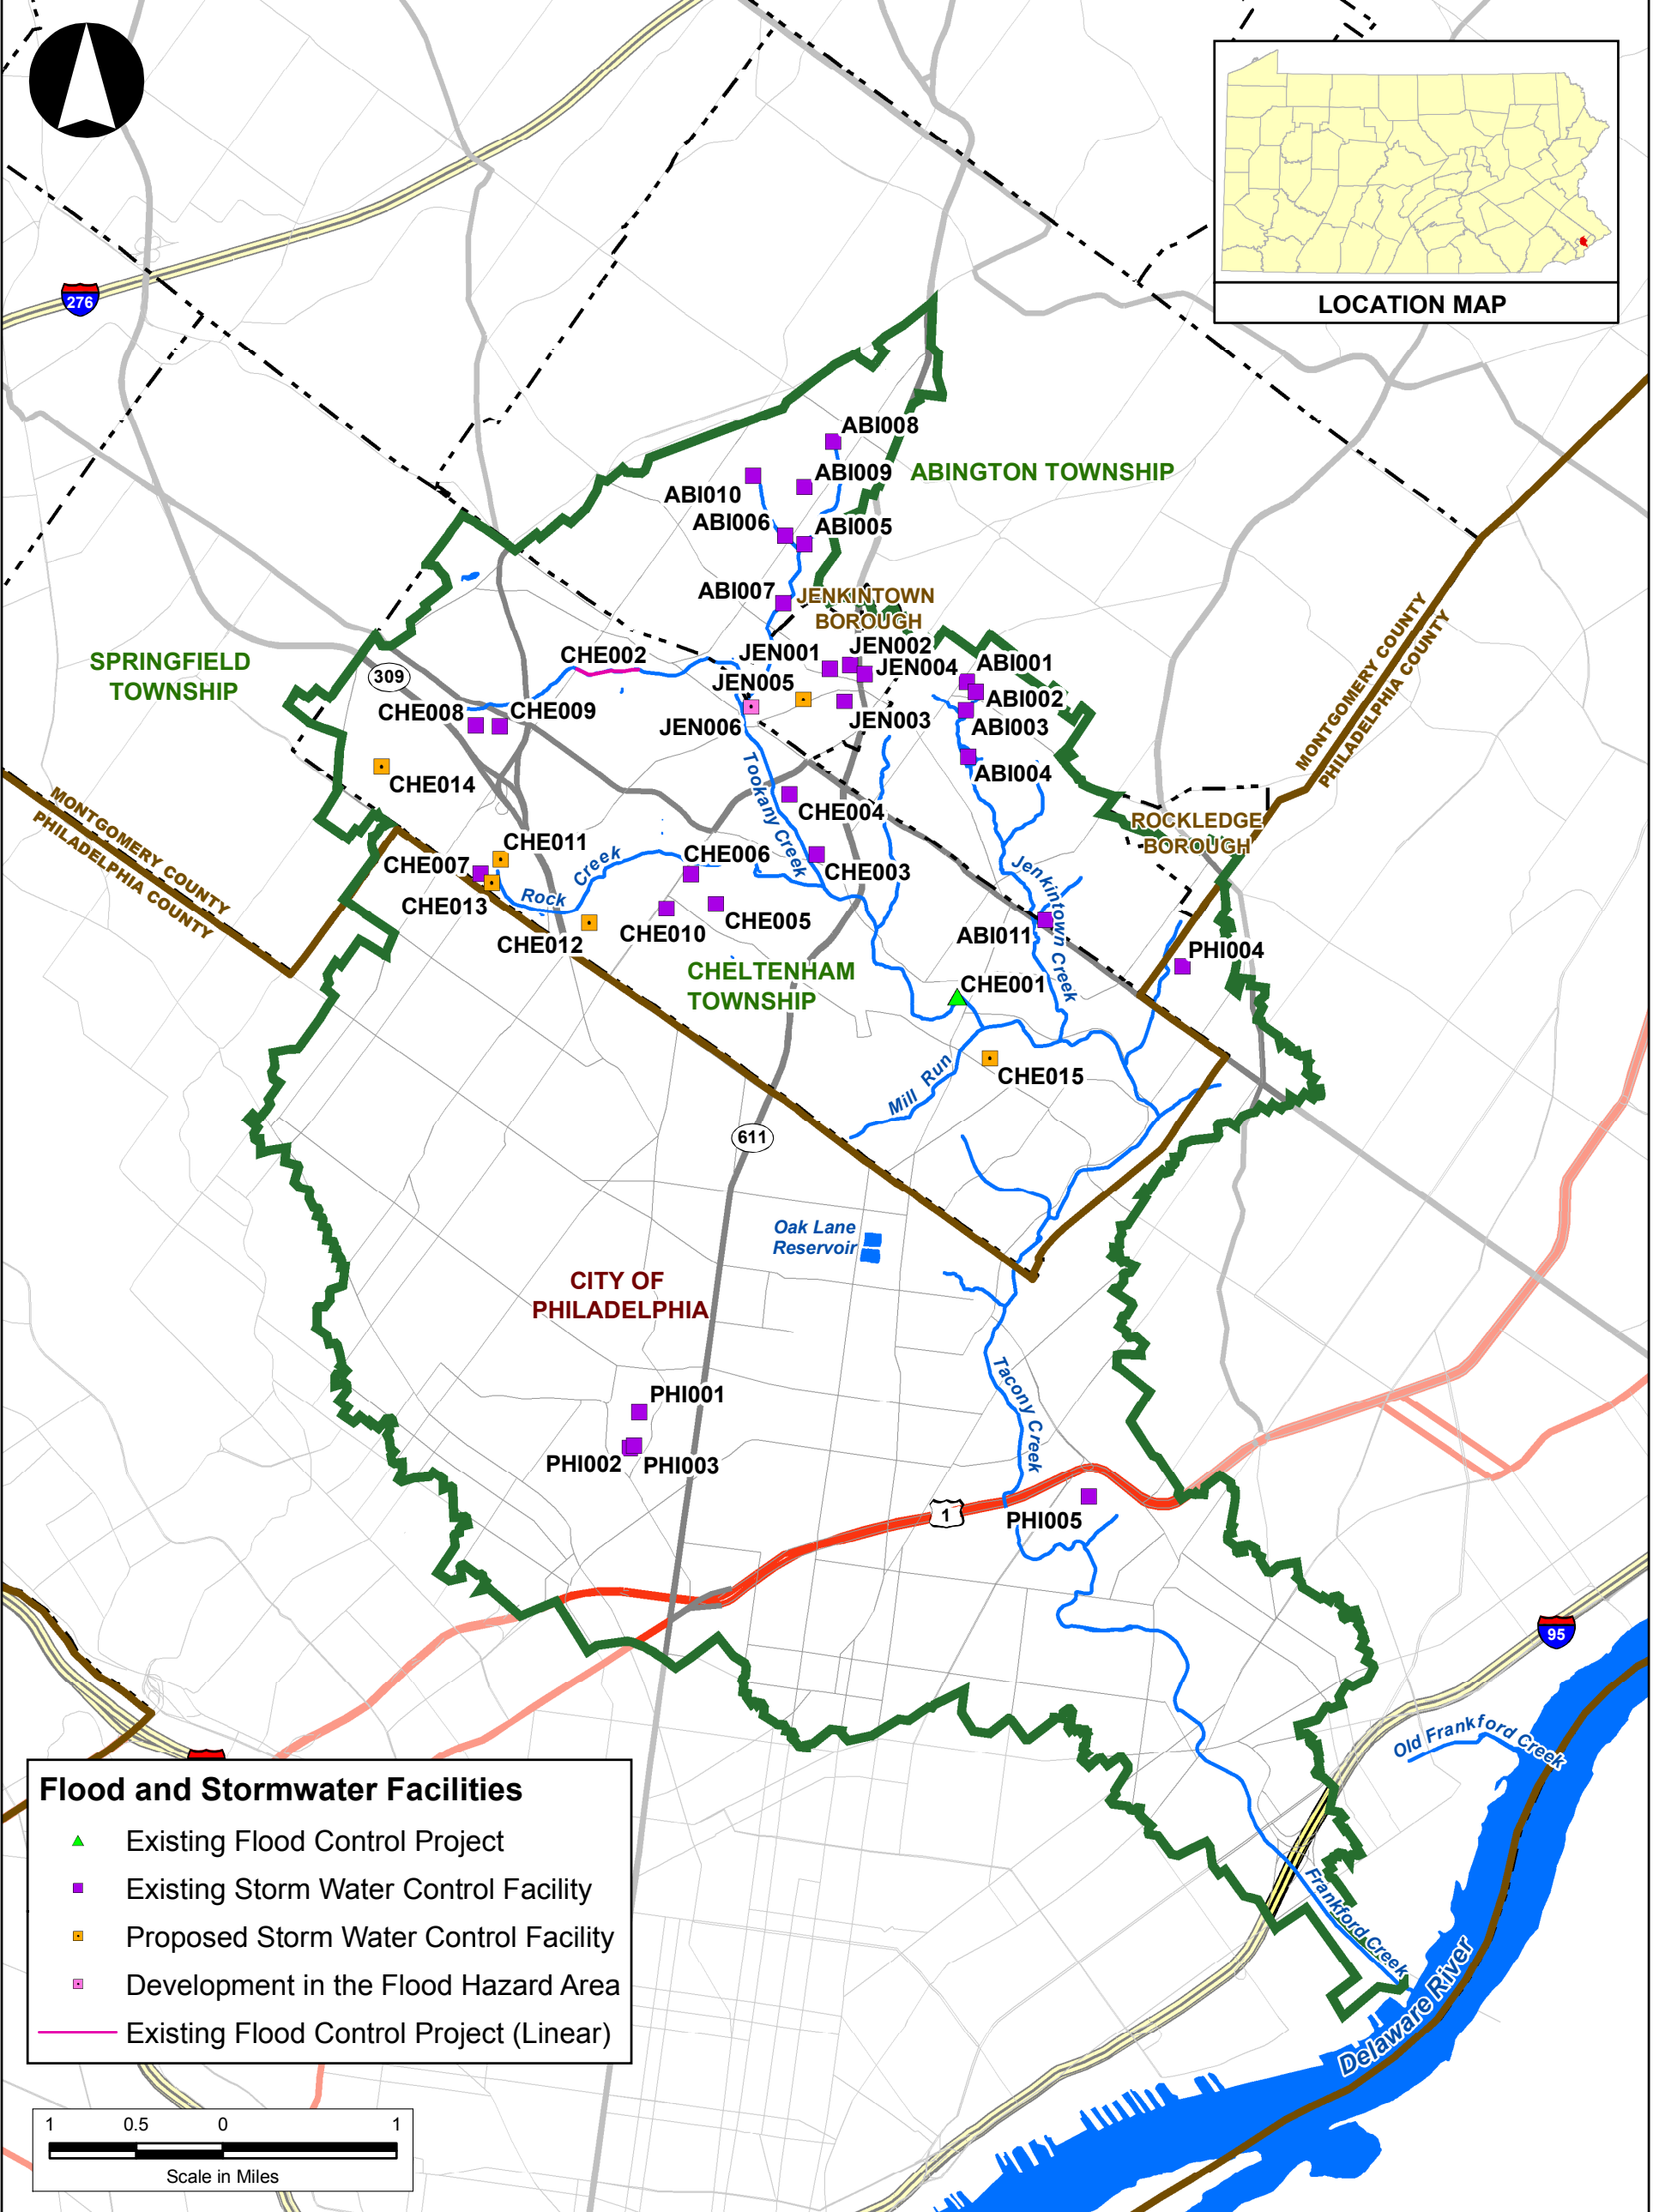 LOCATION MAP
276
ABI008
ABINGTON TOWNSHIP
ABI009
ABI010
ABI006
ABI005
ABI007
JENKINTOWN
BOROUGH
MONTGOMERY COUNTY
PHILADELPHIA COUNTY
SPRINGFIELD
TOWNSHIP
309
CHE002
JEN001
JEN002
JEN004
ABI001
JEN005
ABI002
CHE008
CHE009
JEN006
JEN003
ABI003
ABI004
CHE014
Tookany Creek
CHE004
MONTGOMERY COUNTY
PHILADELPHIA COUNTY
ROCKLEDGE
BOROUGH
CHE011
CHE007
CHE006
CHE003
Jenkintown Creek
Rock Creek
CHE013
CHE005
CHE010
CHE012
ABI011
PHI004
CHELTENHAM
TOWNSHIP
CHE001
CHE015
Mill Run
611
Oak Lane
Reservoir
CITY OF
PHILADELPHIA
Tacony Creek
PHI001
PHI002
PHI003
1
PHI005
95
Old Frankford Creek
Frankford Creek
Delaware River
Flood and Stormwater Facilities
Existing Flood Control Project
Existing Storm Water Control Facility
Proposed Storm Water Control Facility
Development in the Flood Hazard Area
Existing Flood Control Project (Linear)
1 0.5 0 1
Scale in Miles